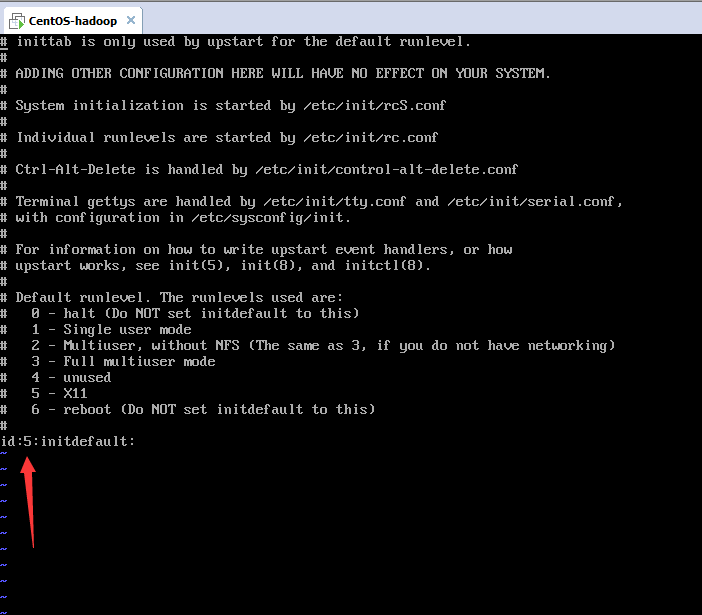 CentOS-hadoop ×
# inittab is only used by upstart for the default runlevel.
#
# ADDING OTHER CONFIGURATION HERE WILL HAVE NO EFFECT ON YOUR SYSTEM.
#
# System initialization is started by /etc/init/rcS.conf
#
# Individual runlevels are started by /etc/init/rc.conf
#
# Ctrl-Alt-Delete is handled by /etc/init/control-alt-delete.conf
#
# Terminal gettys are handled by /etc/init/tty.conf and /etc/init/serial.conf,
# with configuration in /etc/sysconfig/init.
#
# For information on how to write upstart event handlers, or how
# upstart works, see init(5), init(8), and initctl(8).
#
# Default runlevel. The runlevels used are:
#   0 - halt (Do NOT set initdefault to this)
#   1 - Single user mode
#   2 - Multiuser, without NFS (The same as 3, if you do not have networking)
#   3 - Full multiuser mode
#   4 - unused
#   5 - X11
#   6 - reboot (Do NOT set initdefault to this)
#
id:5:initdefault:
~
~
~
~
~
~
~
~
~
~